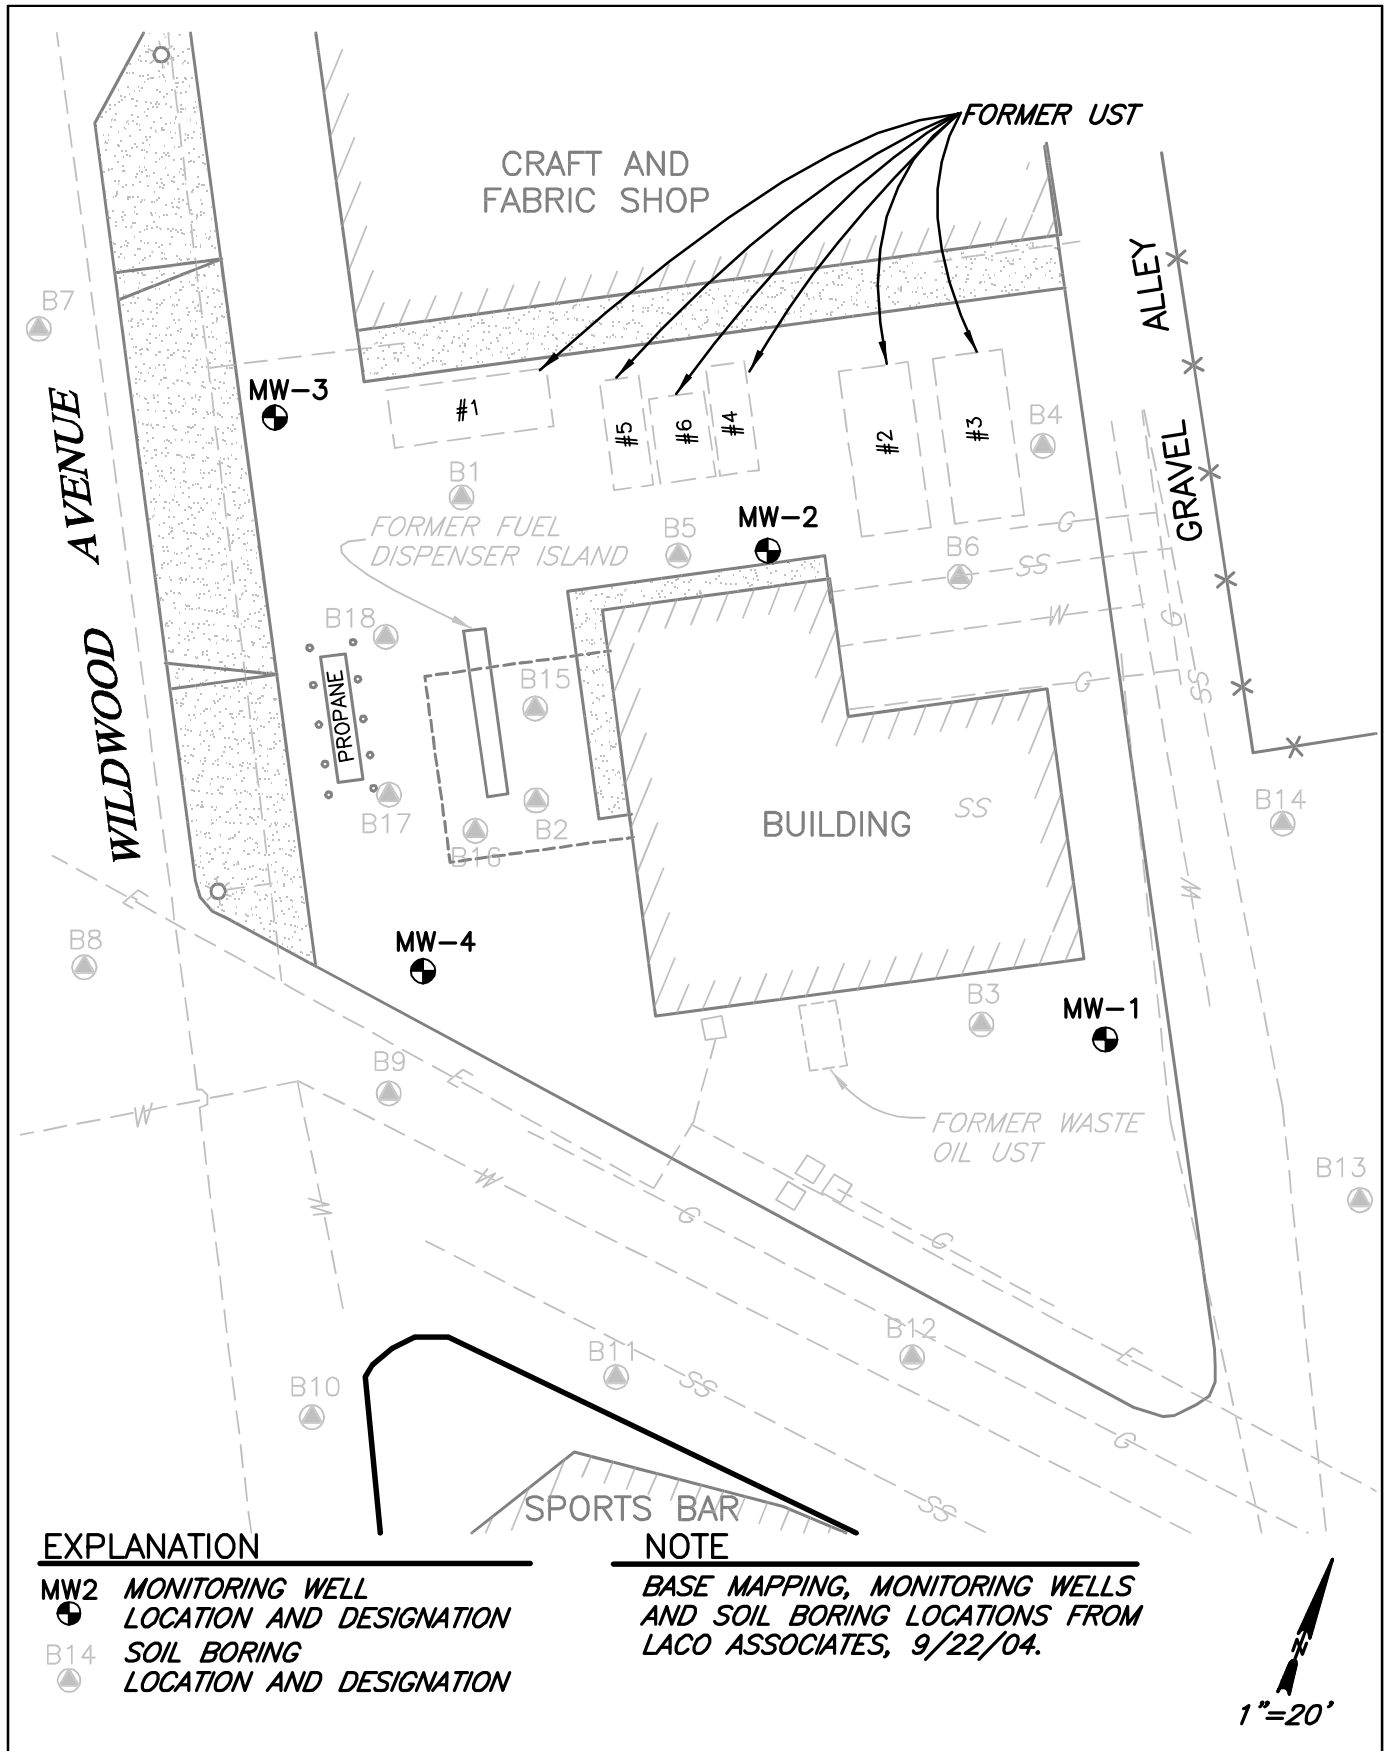 FORMER UST
CRAFT AND
FABRIC SHOP
ALLEY
GRAVEL
B7
MW-3
#1
#5
#6
#4
#2
#3
B4
WILDWOOD AVENUE
B1
FORMER FUEL
DISPENSER ISLAND
B5
MW-2
G
B6
SS
W
G
G
SS
B18
PROPANE
B15
B17
B16
B2
BUILDING
SS
B14
W
E
B8
MW-4
B3
MW-1
B9
E
W
FORMER WASTE
OIL UST
W
W
B13
G
G
B12
E
B11
SS
B10
G
SS
SPORTS BAR
EXPLANATION
MW2 MONITORING WELL
LOCATION AND DESIGNATION
B14 SOIL BORING
LOCATION AND DESIGNATION
NOTE
BASE MAPPING, MONITORING WELLS
AND SOIL BORING LOCATIONS FROM
LACO ASSOCIATES, 9/22/04.
N
1"=20'